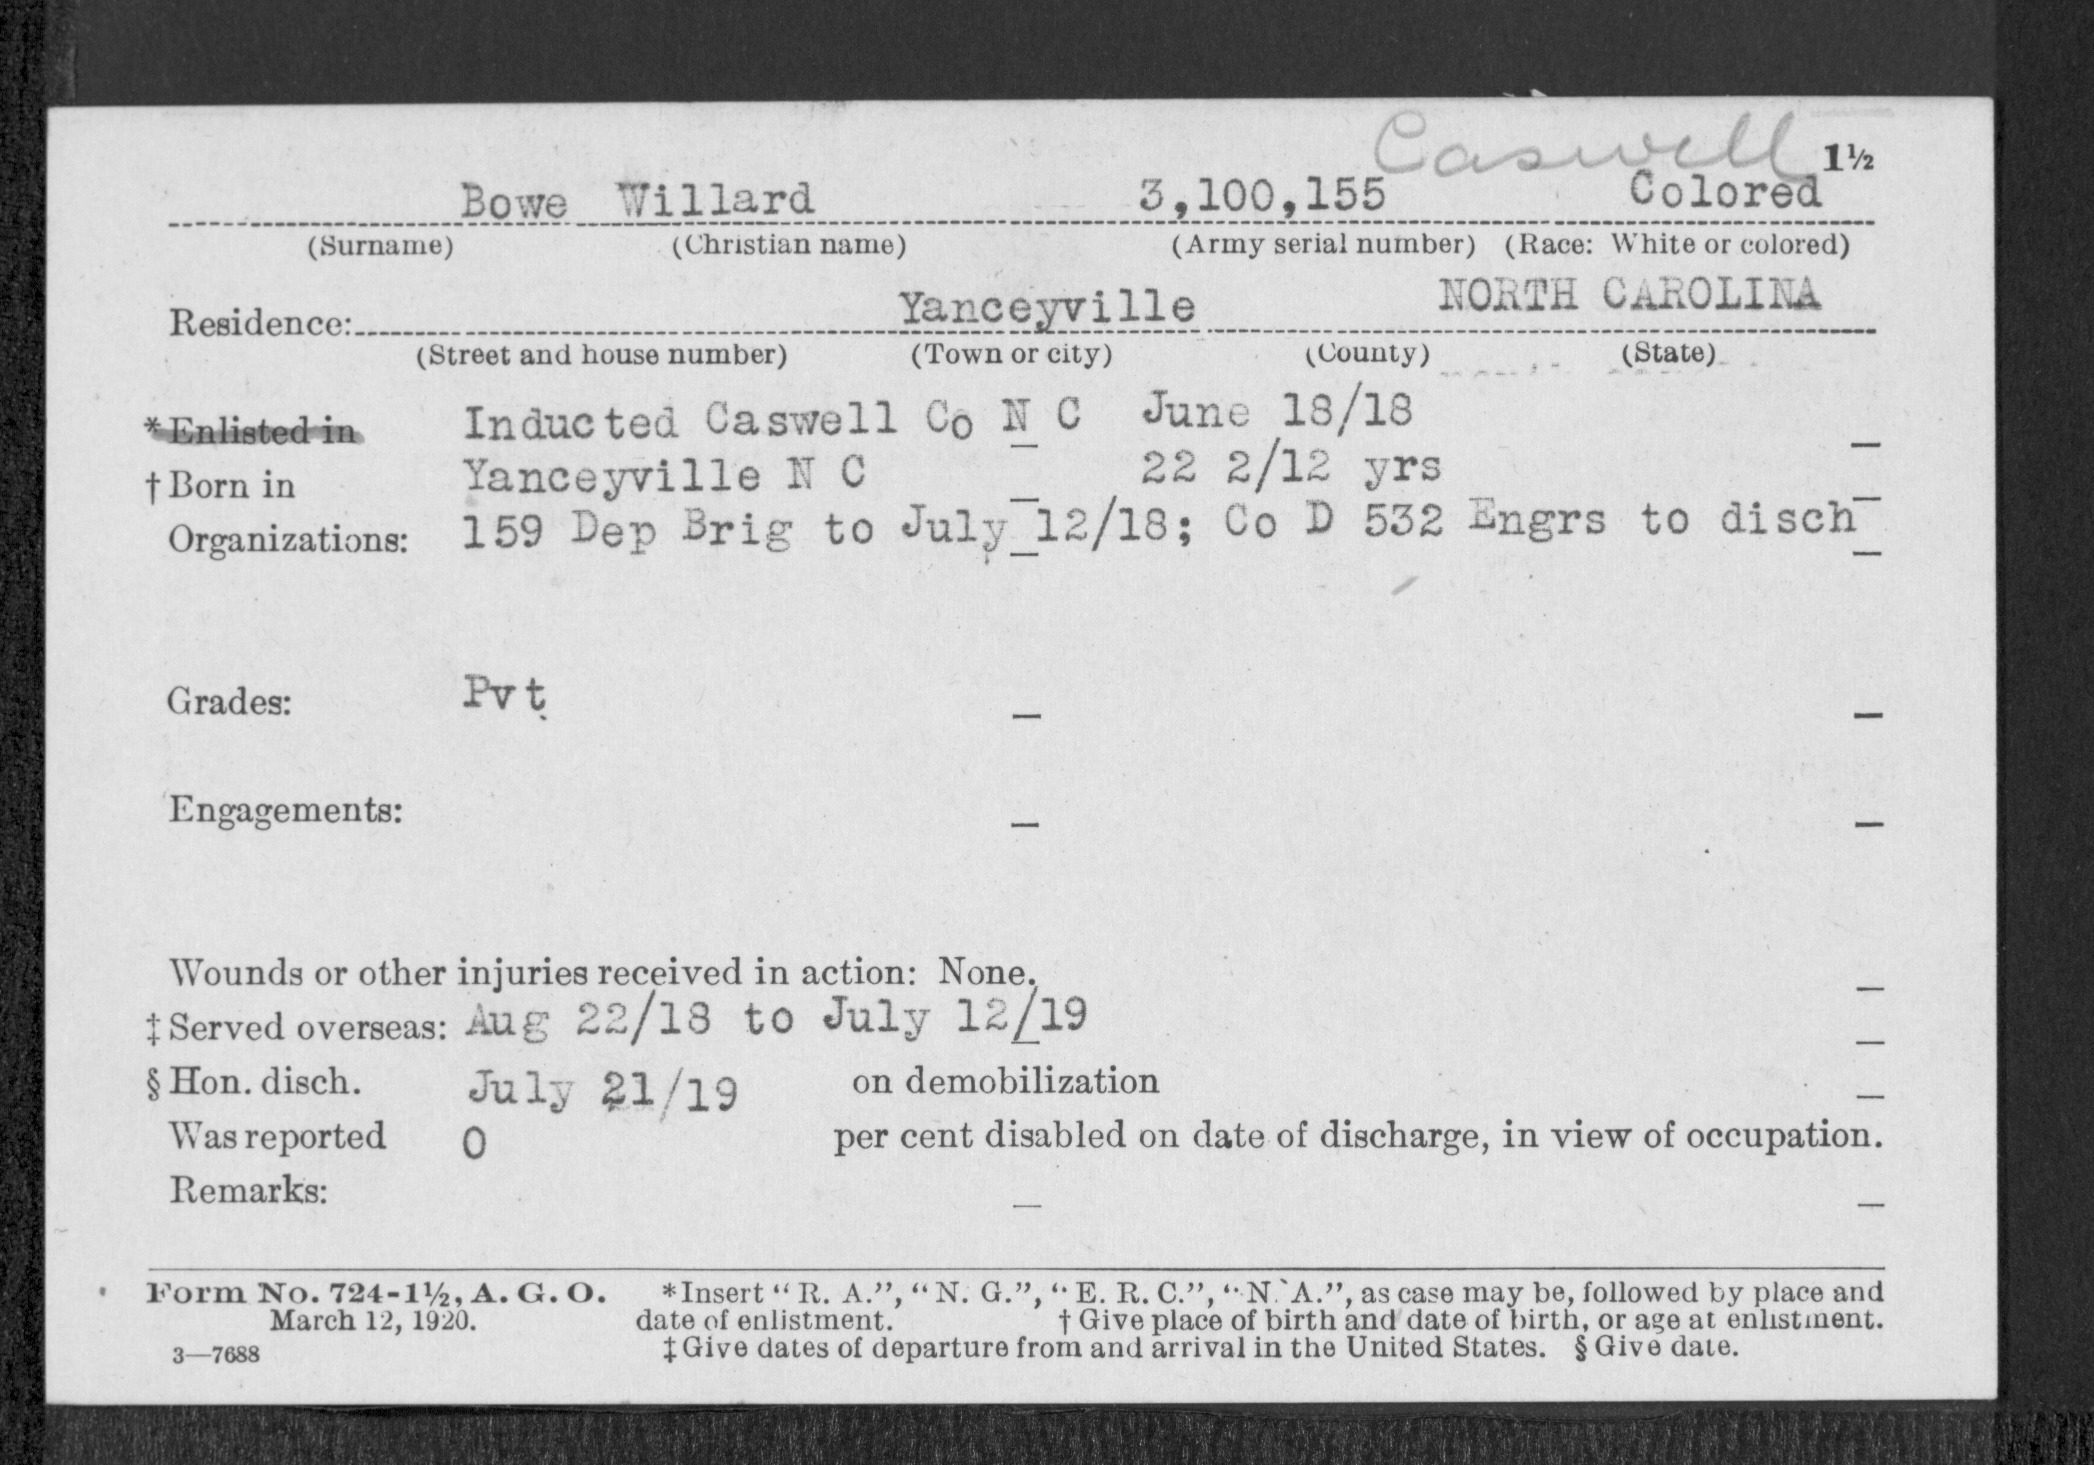 Caswell 1½
Bowe Willard 3,100,155 Colored
(Surname) (Christian name) (Army serial number) (Race: White or colored)
Residence: Yanceyville NORTH CAROLINA
(Street and house number) (Town or city) (County) (State)
*Enlisted in Inducted Caswell Co N C June 18/18
†Born in Yanceyville N C 22 2/12 yrs
Organizations: 159 Dep Brig to July 12/18; Co D 532 Engrs to disch
Grades: Pvt
Engagements:
Wounds or other injuries received in action: None.
‡Served overseas: Aug 22/18 to July 12/19
§Hon. disch. July 21/19 on demobilization
Was reported 0 per cent disabled on date of discharge, in view of occupation.
Remarks:
Form No. 724-1½, A. G. O. *Insert "R. A.", "N. G.", "E. R. C.", "N. A.", as case may be, followed by place and
March 12, 1920. date of enlistment. †Give place of birth and date of birth, or age at enlistment.
3—7688 ‡Give dates of departure from and arrival in the United States. §Give date.